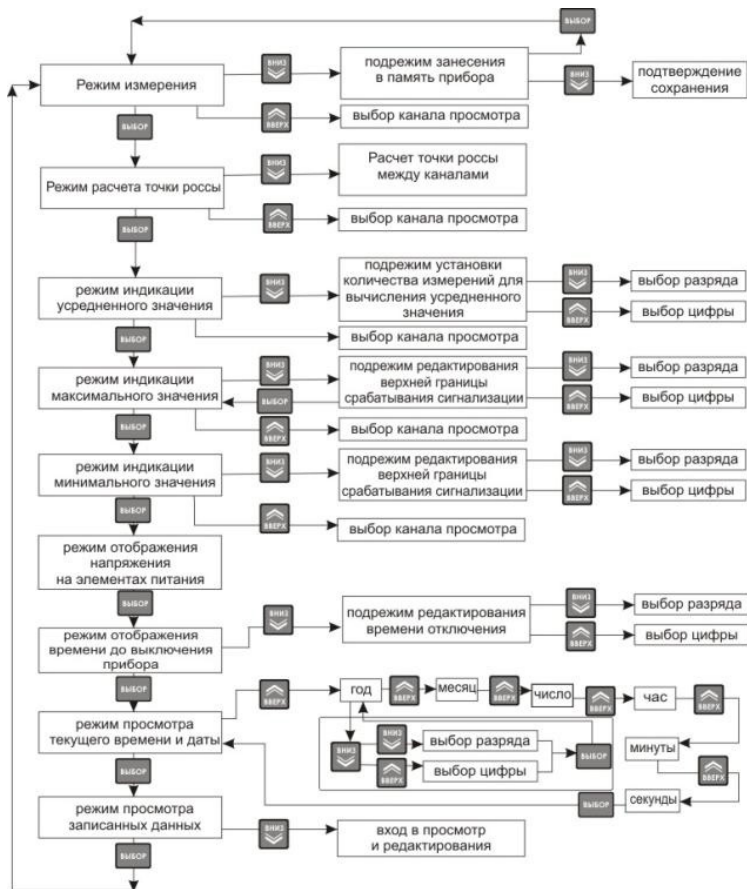 ВЫБОР
Режим измерения
ВНИЗ
подрежим занесения
в память прибора
ВНИЗ
подтверждение
сохранения
ВВЕРХ
выбор канала просмотра
ВЫБОР
Режим расчета точки россы
ВНИЗ
Расчет точки россы
между каналами
ВВЕРХ
выбор канала просмотра
ВЫБОР
режим индикации
усредненного значения
ВНИЗ
подрежим установки
количества измерений для
вычисления усредненного
значения
ВНИЗ
выбор разряда
ВВЕРХ
выбор цифры
выбор канала просмотра
ВЫБОР
режим индикации
максимального значения
ВНИЗ
ВЫБОР
подрежим редактирования
верхней границы
срабатывания сигнализации
ВНИЗ
выбор разряда
ВВЕРХ
выбор цифры
ВВЕРХ
выбор канала просмотра
ВЫБОР
режим индикации
минимального значения
ВНИЗ
подрежим редактирования
верхней границы
срабатывания сигнализации
ВНИЗ
выбор разряда
ВВЕРХ
выбор цифры
ВВЕРХ
выбор канала просмотра
ВЫБОР
режим отображения
напряжения
на элементах питания
ВЫБОР
режим отображения
времени до выключения
прибора
ВНИЗ
подрежим редактирования
времени отключения
ВНИЗ
выбор разряда
ВВЕРХ
выбор цифры
ВЫБОР
режим просмотра
текущего времени и даты
ВВЕРХ
год
ВВЕРХ
месяц
ВВЕРХ
число
ВВЕРХ
час
ВВЕРХ
минуты
ВВЕРХ
секунды
ВЫБОР
ВНИЗ
ВНИЗ
выбор разряда
ВВЕРХ
выбор цифры
ВЫБОР
ВЫБОР
режим просмотра
записанных данных
ВНИЗ
вход в просмотр
и редактирования
ВЫБОР